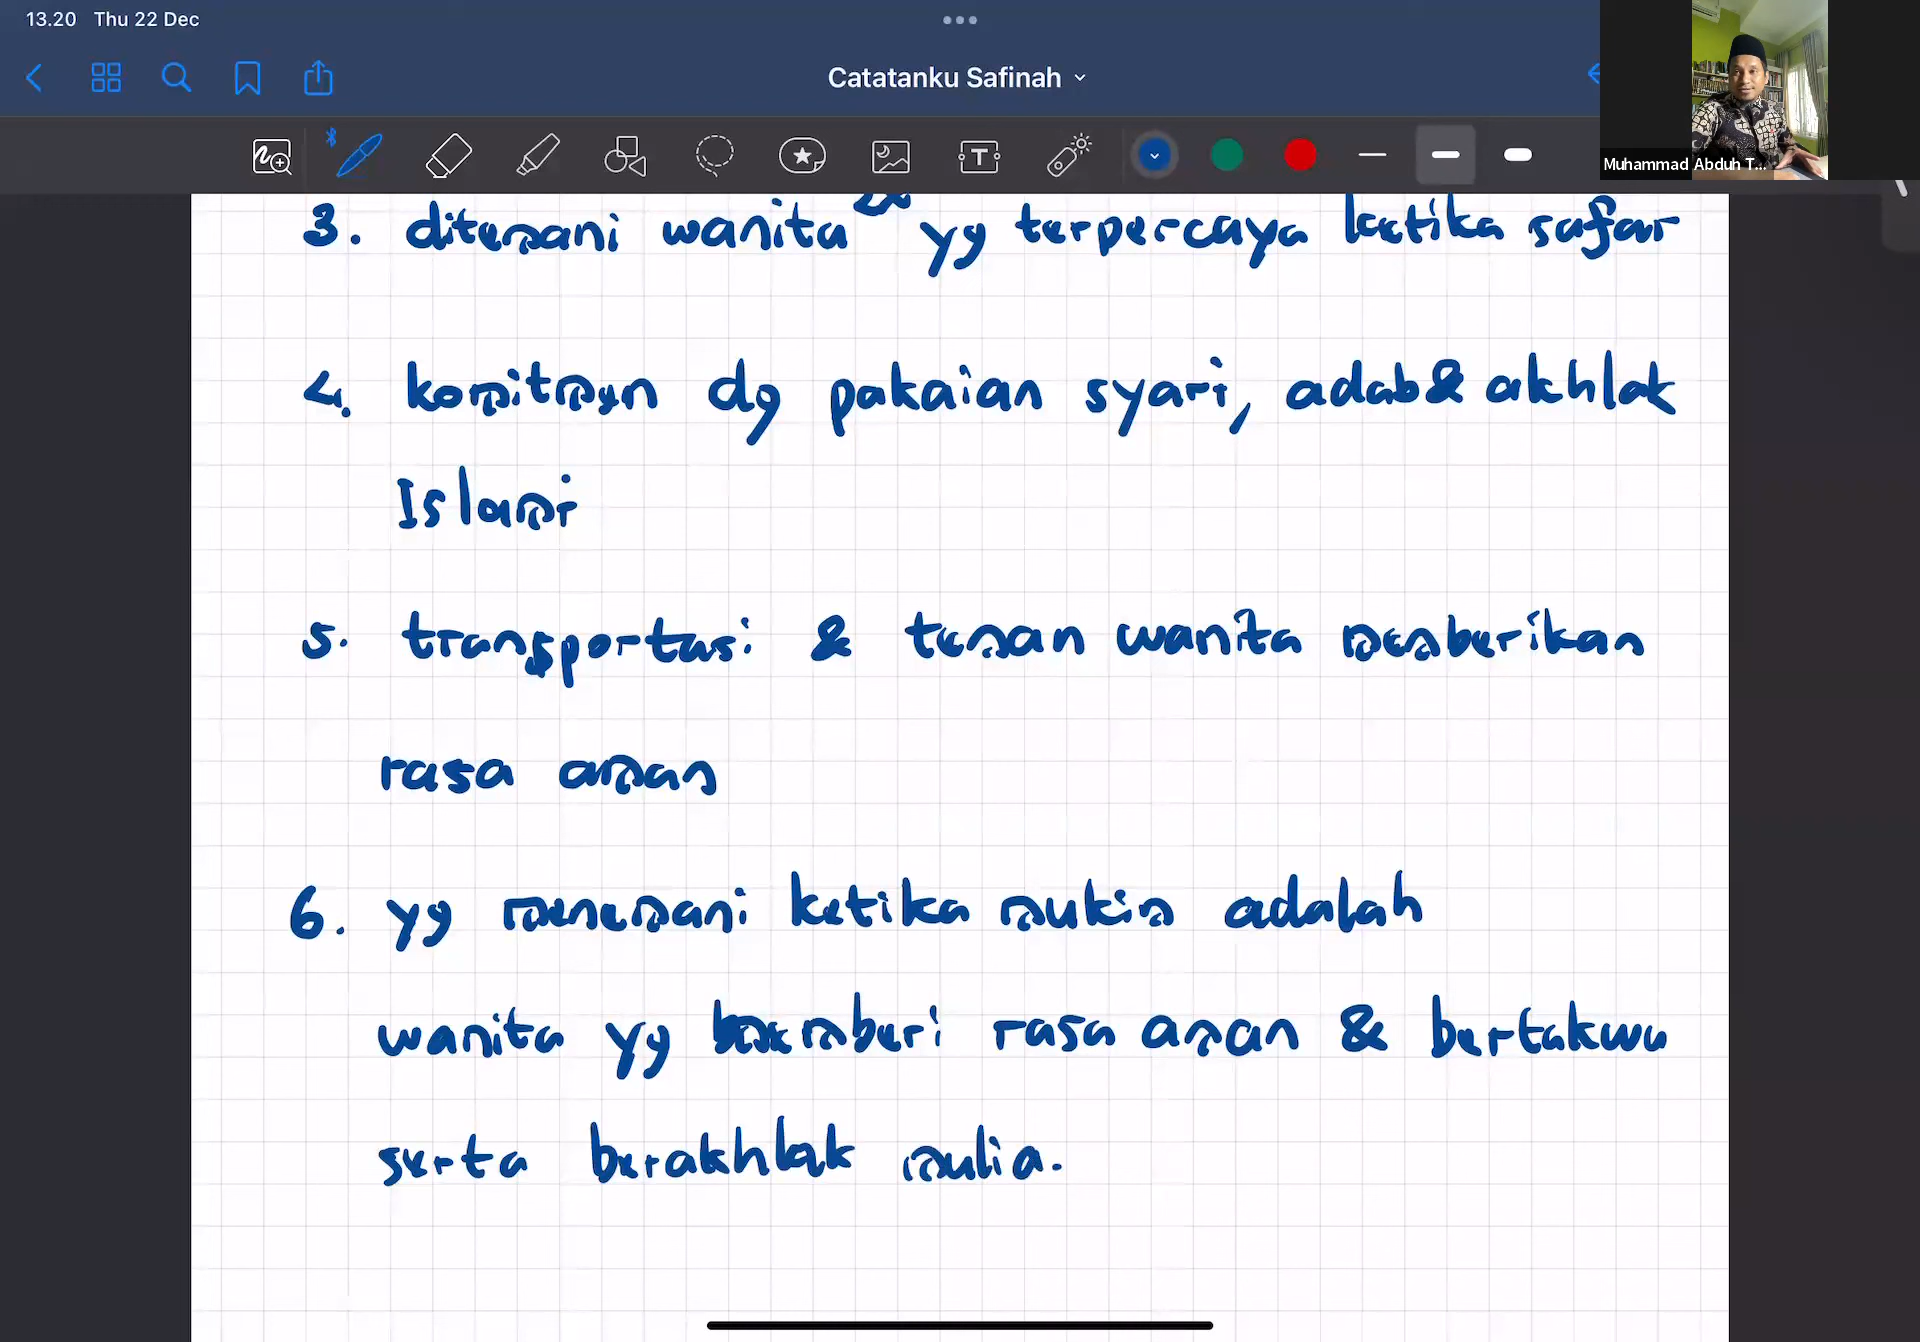 13.20 Thu 22 Dec
Catatanku Safinah
Muhammad Abduh T...
3. ditemani wanita2x yg terpercaya ketika safar
4. komitmen dg pakaian syari, adab & akhlak
Islami
5. transportasi & teman wanita memberikan
rasa aman
6. yg menemani ketika mukim adalah
wanita yg memberi rasa aman & bertakwa
serta berakhlak mulia.